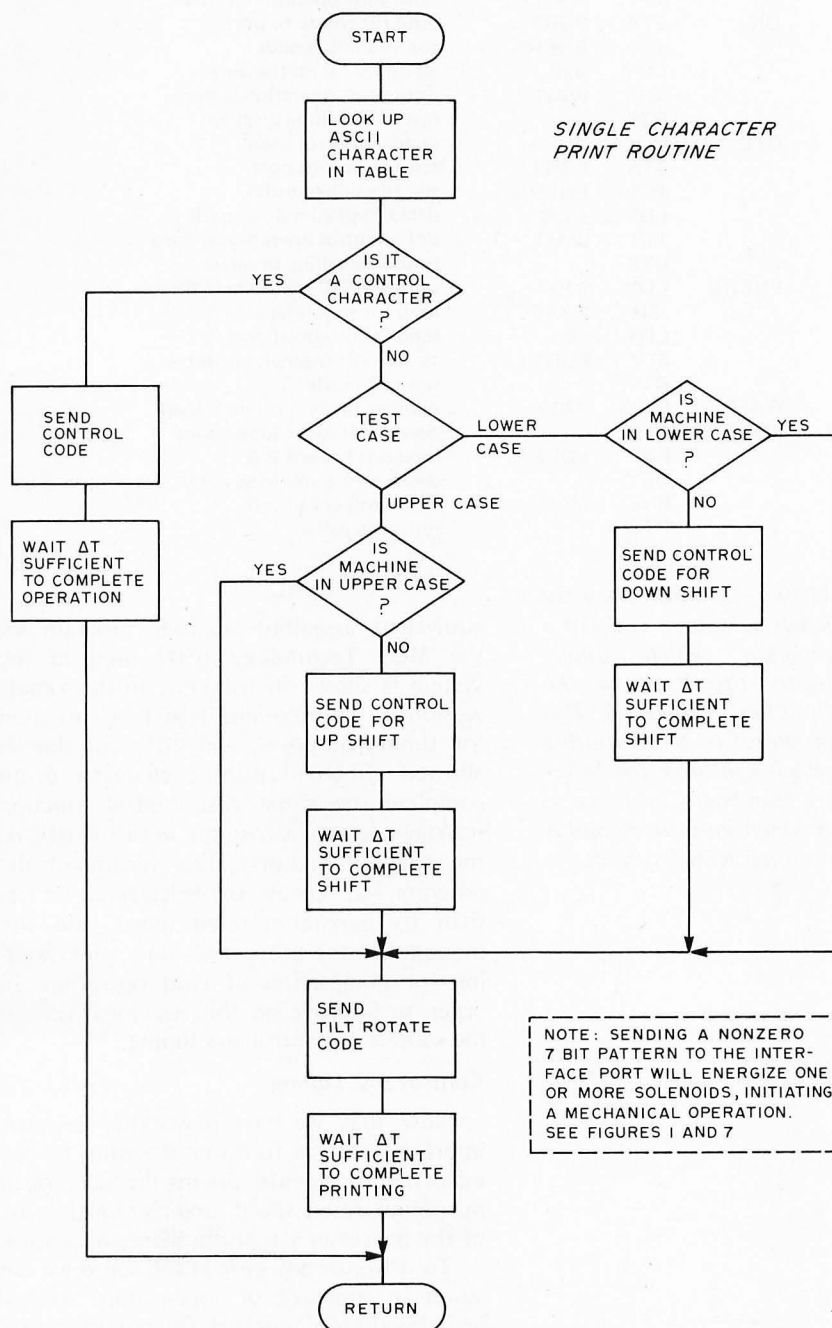 START
LOOK UP
ASCII
CHARACTER
IN TABLE
SINGLE CHARACTER
PRINT ROUTINE
IS IT
A CONTROL
CHARACTER
?
YES
NO
SEND
CONTROL
CODE
WAIT ΔT
SUFFICIENT
TO COMPLETE
OPERATION
TEST
CASE
LOWER
CASE
UPPER CASE
IS
MACHINE
IN LOWER CASE
?
YES
NO
SEND CONTROL
CODE FOR
DOWN SHIFT
WAIT ΔT
SUFFICIENT
TO COMPLETE
SHIFT
IS
MACHINE
IN UPPER CASE
?
YES
NO
SEND CONTROL
CODE FOR
UP SHIFT
WAIT ΔT
SUFFICIENT
TO COMPLETE
SHIFT
SEND
TILT ROTATE
CODE
WAIT ΔT
SUFFICIENT
TO COMPLETE
PRINTING
RETURN
NOTE: SENDING A NONZERO
7 BIT PATTERN TO THE INTER-
FACE PORT WILL ENERGIZE ONE
OR MORE SOLENOIDS, INITIATING
A MECHANICAL OPERATION.
SEE FIGURES 1 AND 7